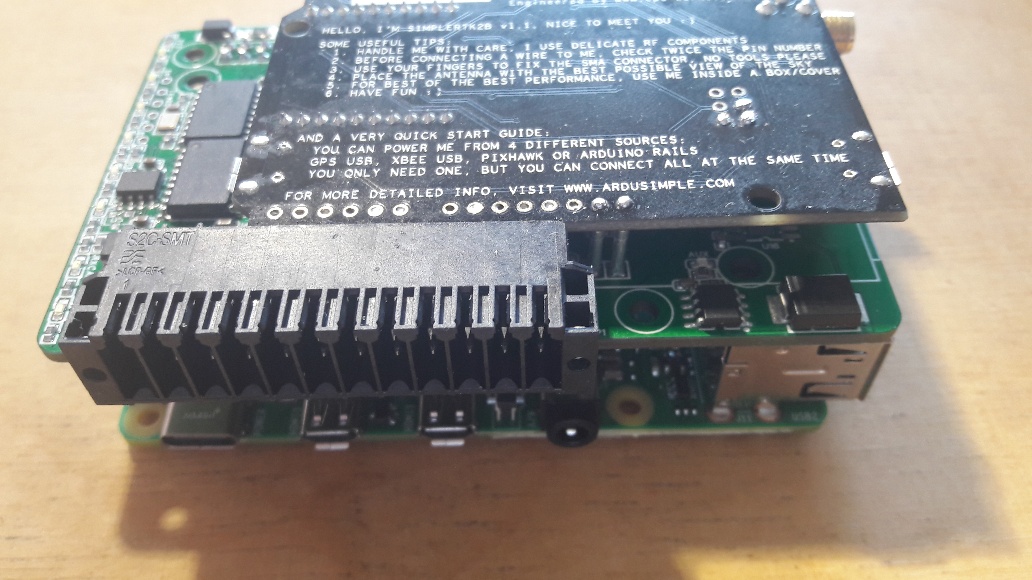 Engineered by
HELLO, I'M SIMPLERTK2B v1.1, NICE TO MEET YOU :)
SOME USEFUL TIPS:
1. HANDLE ME WITH CARE, I USE DELICATE RF COMPONENTS
2. BEFORE CONNECTING A WIRE TO ME, CHECK TWICE THE PIN NUMBER
3. USE YOUR FINGERS TO FIX THE SMA CONNECTOR, NO TOOLS PLEASE
4. PLACE THE ANTENNA WITH THE BEST POSSIBLE VIEW OF THE SKY
5. FOR BEST OF THE BEST PERFORMANCE, USE ME INSIDE A BOX/COVER
6. HAVE FUN :)
AND A VERY QUICK START GUIDE:
YOU CAN POWER ME FROM 4 DIFFERENT SOURCES:
GPS USB, XBEE USB, PIXHAWK OR ARDUINO RAILS
YOU ONLY NEED ONE, BUT YOU CAN CONNECT ALL AT THE SAME TIME
FOR MORE DETAILED INFO, VISIT WWW.ARDUSIMPLE.COM
S2C-SMT
1
USB2